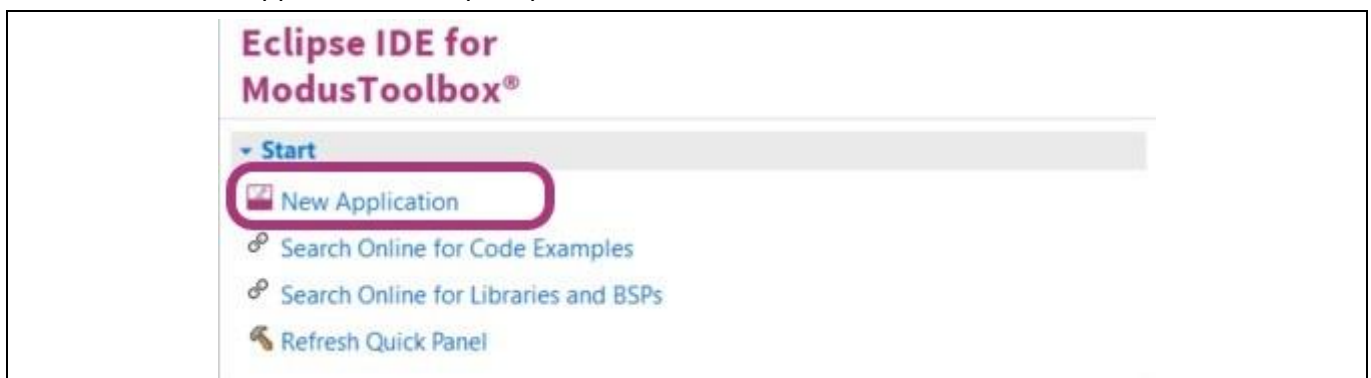 Eclipse IDE for
ModusToolbox®
Start
New Application
Search Online for Code Examples
Search Online for Libraries and BSPs
Refresh Quick Panel